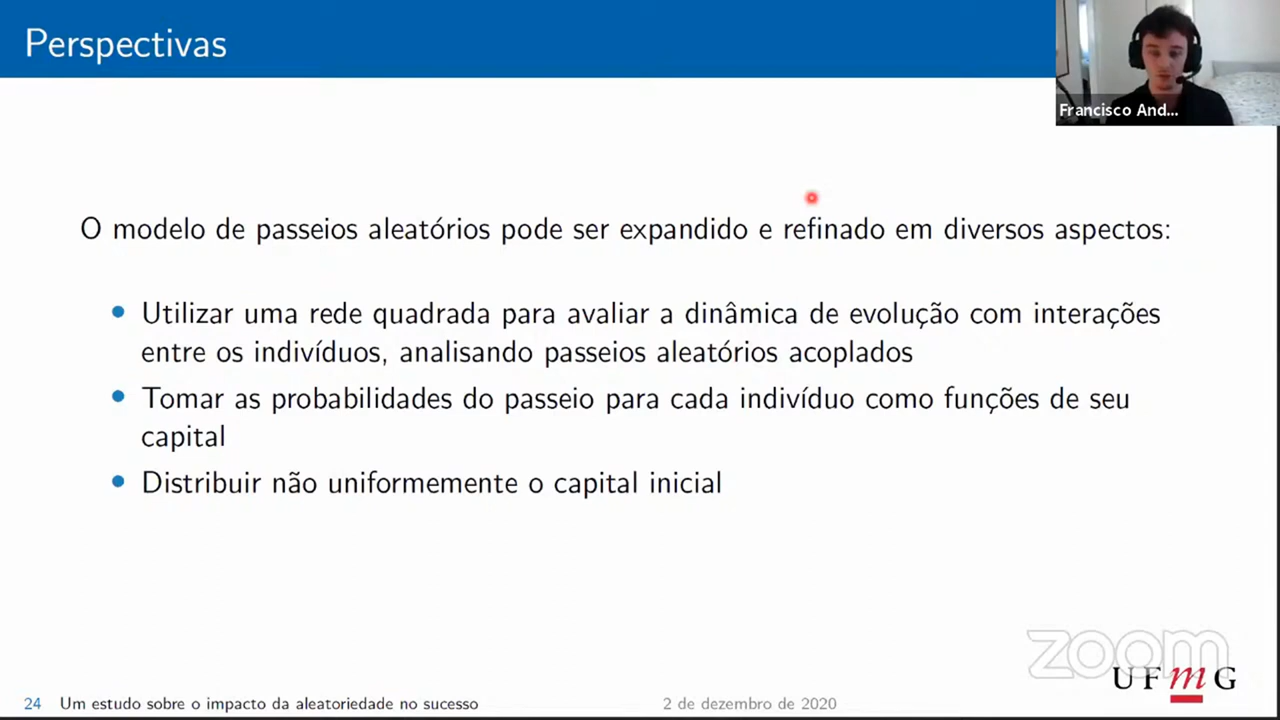 Perspectivas
Francisco And...
O modelo de passeios aleatórios pode ser expandido e refinado em diversos aspectos:
• Utilizar uma rede quadrada para avaliar a dinâmica de evolução com interações
entre os indivíduos, analisando passeios aleatórios acoplados
• Tomar as probabilidades do passeio para cada indivíduo como funções de seu
capital
• Distribuir não uniformemente o capital inicial
zoom
UFmG
24 Um estudo sobre o impacto da aleatoriedade no sucesso 2 de dezembro de 2020